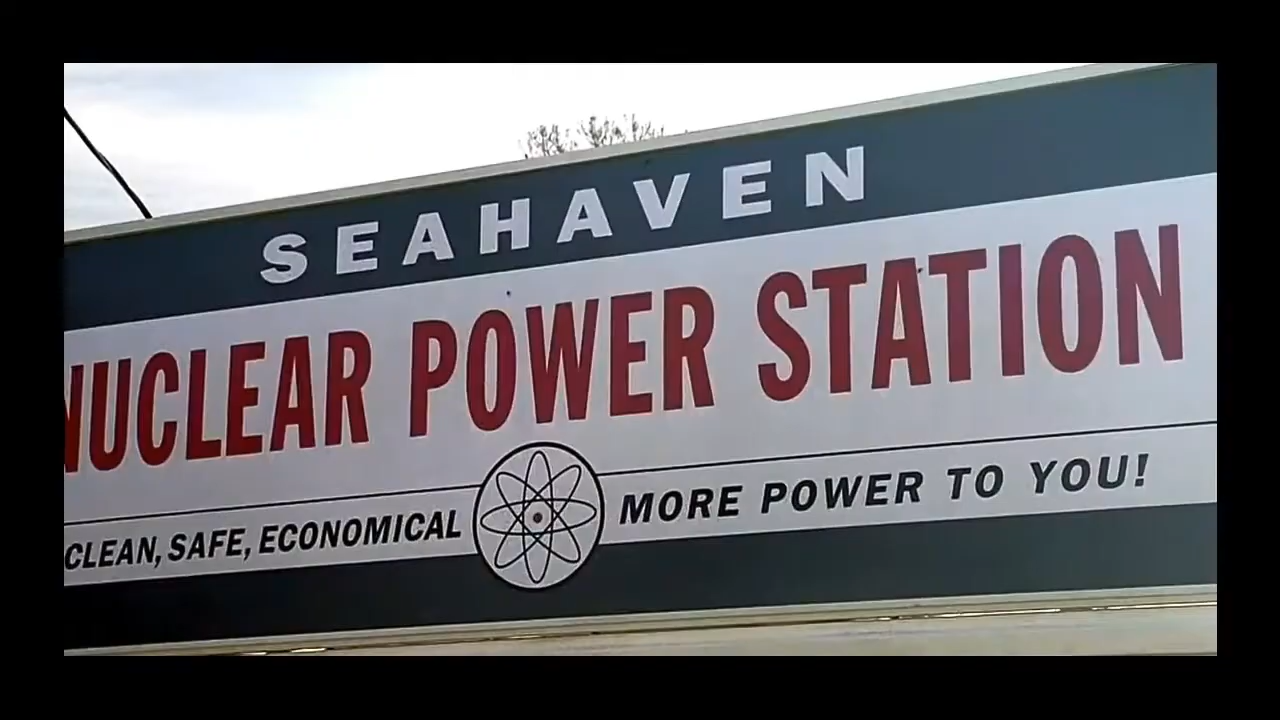 SEAHAVEN
NUCLEAR POWER STATION
CLEAN, SAFE, ECONOMICAL MORE POWER TO YOU!